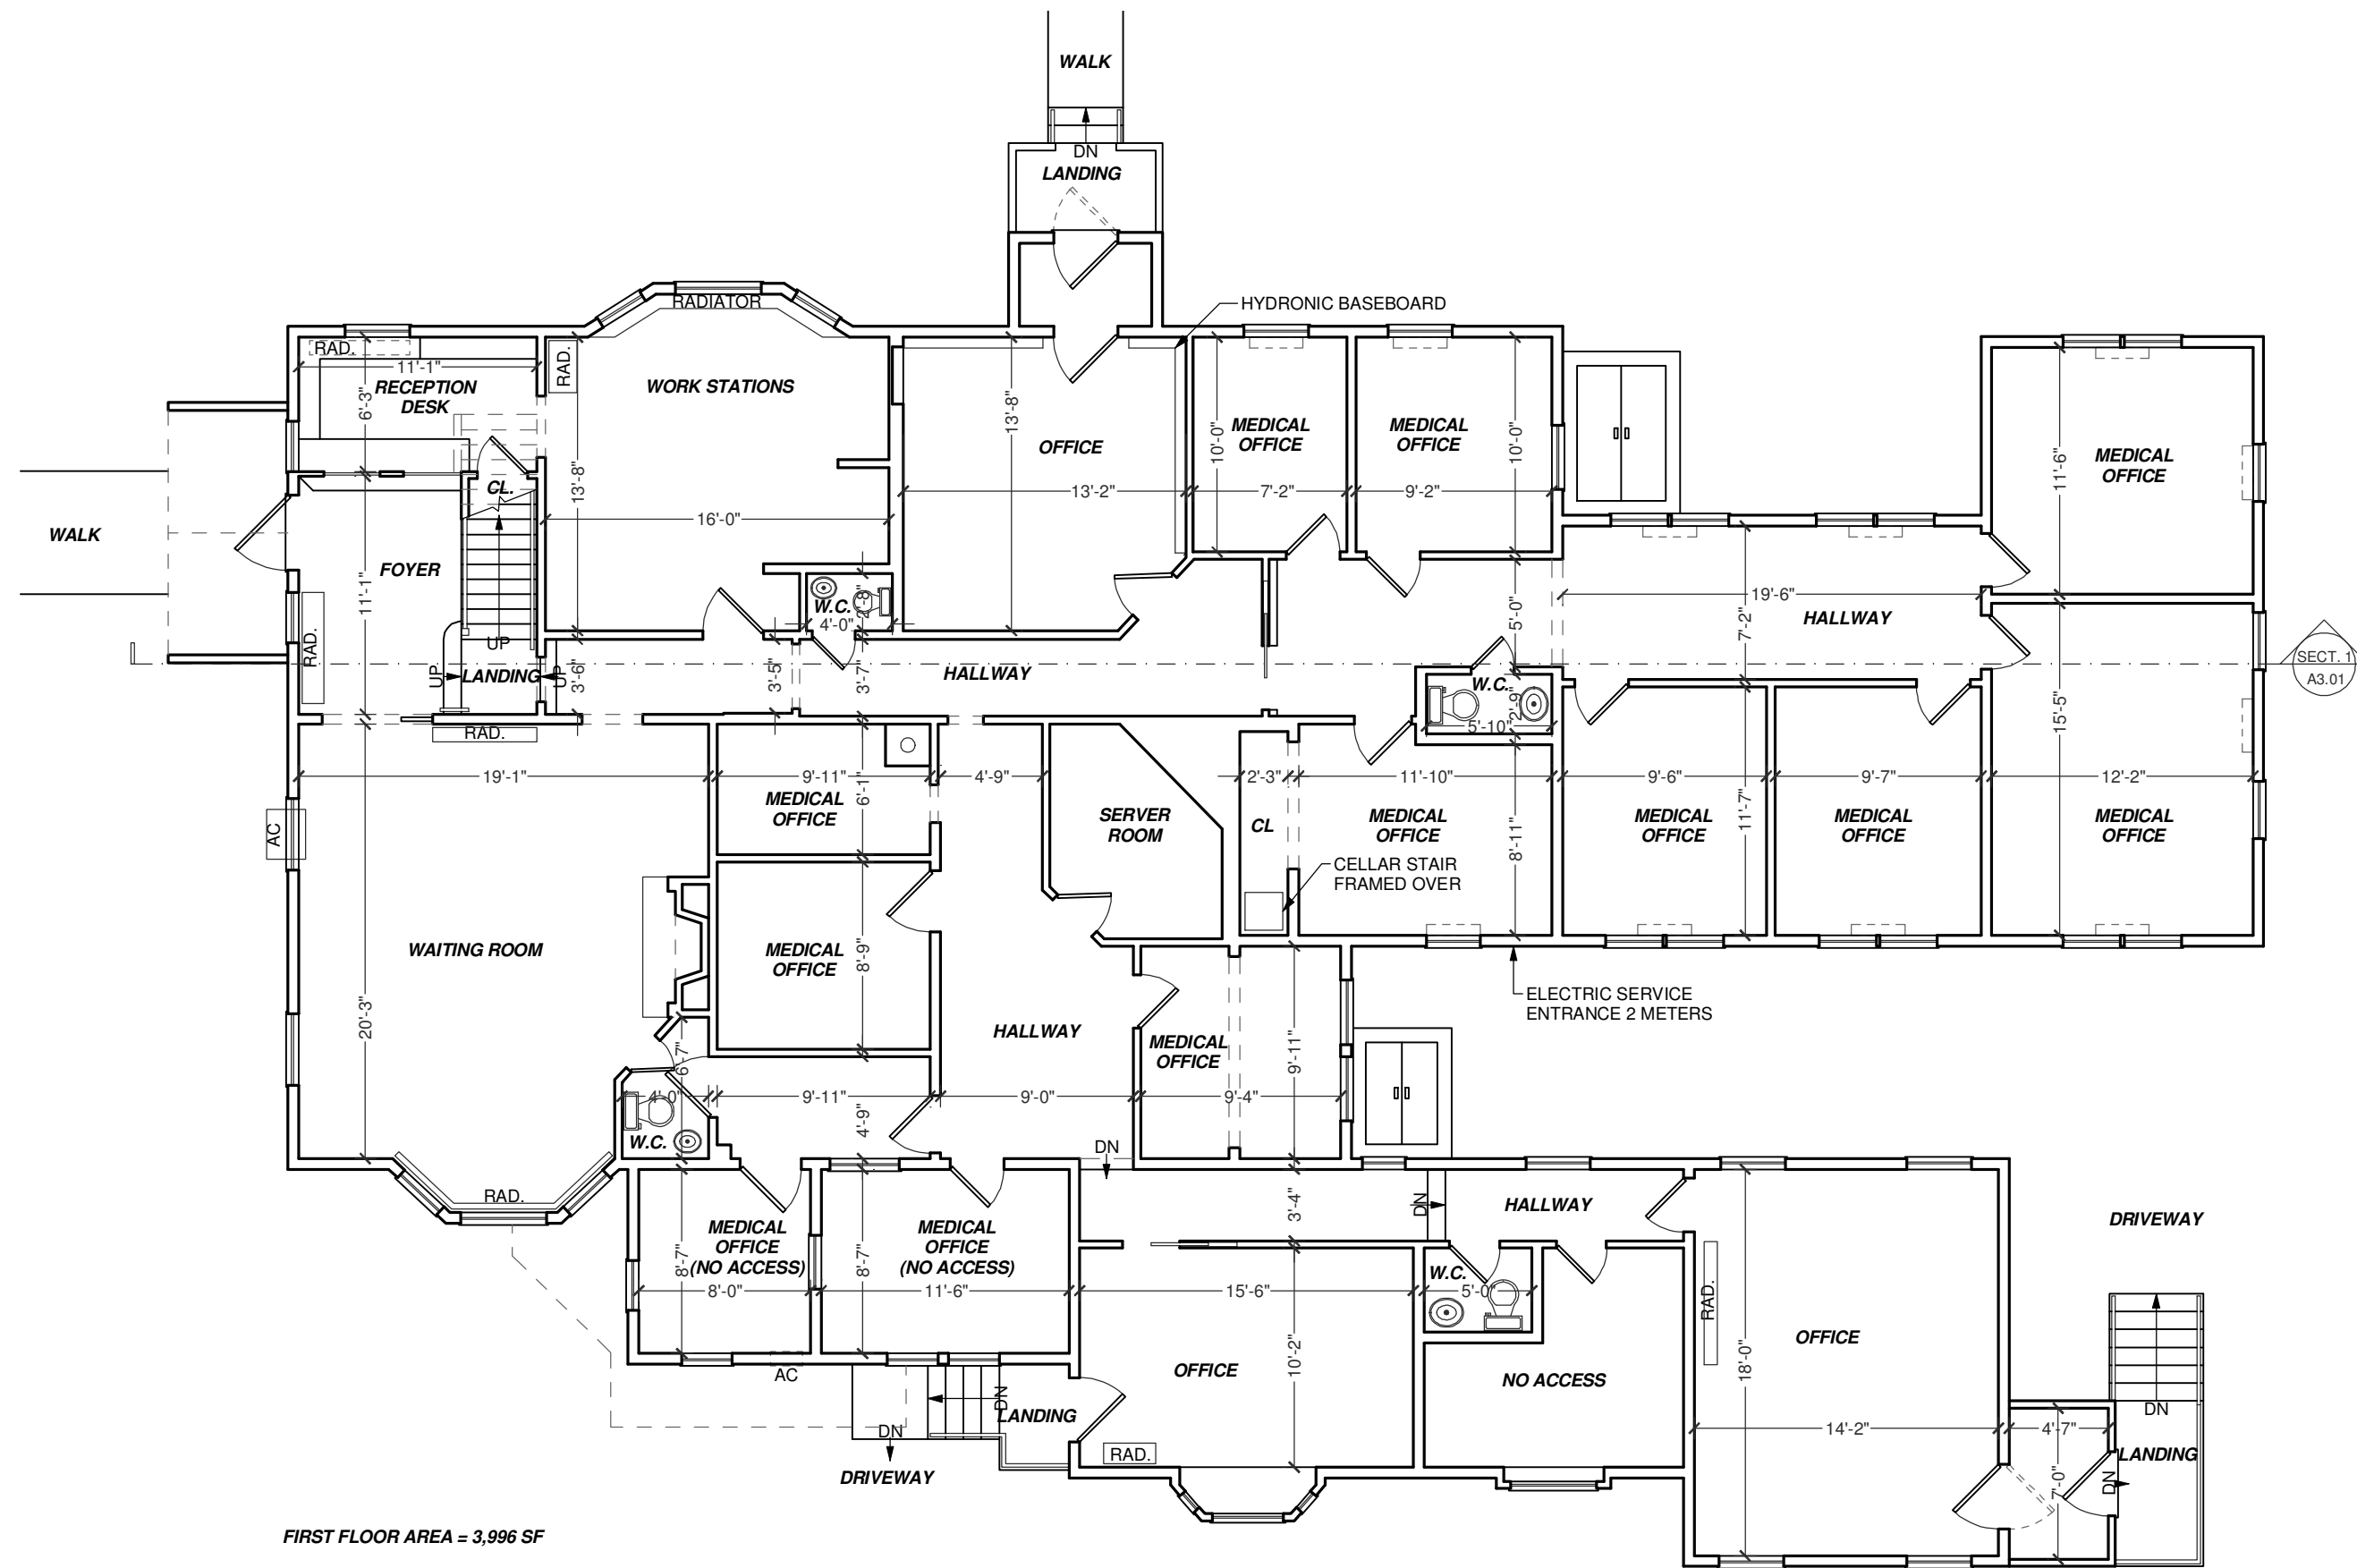 WALK
DN
LANDING
HYDRONIC BASEBOARD
RADIATOR
RAD.
11'-1"
RECEPTION
DESK
6'-3"
RAD.
WORK STATIONS
13'-8"
16'-0"
13'-8"
OFFICE
13'-2"
10'-0"
MEDICAL
OFFICE
7'-2"
MEDICAL
OFFICE
10'-0"
9'-2"
11'-6"
MEDICAL
OFFICE
WALK
CL.
FOYER
11'-1"
RAD.
UP
UP
LANDING
UP
3'-6"
W.C.
2'-8"
4'-0"
3'-5"
3'-7"
HALLWAY
5'-0"
19'-6"
HALLWAY
7'-2"
W.C.
2'-9"
5'-10"
SECT. 1
A3.01
RAD.
19'-1"
9'-11"
4'-9"
2'-3"
11'-10"
9'-6"
9'-7"
12'-2"
15'-5"
6'-1"
MEDICAL
OFFICE
SERVER
ROOM
CL
MEDICAL
OFFICE
8'-11"
MEDICAL
OFFICE
11'-7"
MEDICAL
OFFICE
MEDICAL
OFFICE
AC
CELLAR STAIR
FRAMED OVER
WAITING ROOM
20'-3"
MEDICAL
OFFICE
8'-9"
HALLWAY
MEDICAL
OFFICE
9'-11"
ELECTRIC SERVICE
ENTRANCE 2 METERS
6'-7"
4'-0"
9'-11"
9'-0"
9'-4"
4'-9"
W.C.
DN
RAD.
MEDICAL
OFFICE
(NO ACCESS)
8'-7"
8'-0"
MEDICAL
OFFICE
(NO ACCESS)
8'-7"
11'-6"
3'-4"
DN
HALLWAY
DRIVEWAY
15'-6"
W.C.
5'-0"
RAD.
OFFICE
18'-0"
OFFICE
10'-2"
NO ACCESS
AC
DN
LANDING
DN
DRIVEWAY
RAD.
14'-2"
4'-7"
7'-0"
DN
LANDING
DN
FIRST FLOOR AREA = 3,996 SF